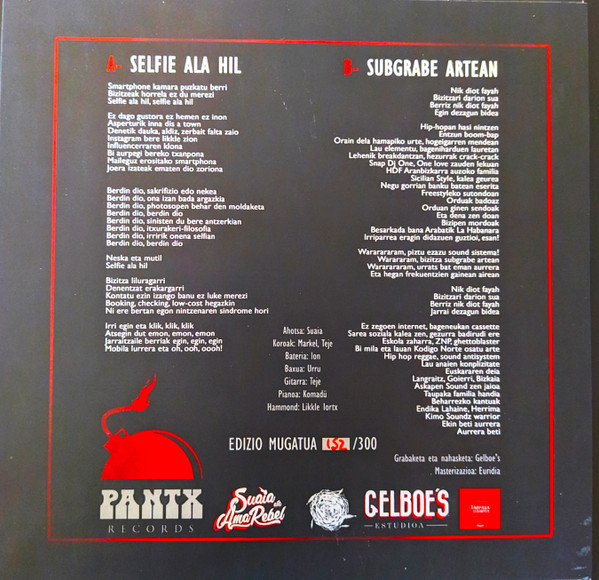 A- SELFIE ALA HIL
Smartphone kamara puzkatu berri
Bizitzeak horrela ez du merezi
Selfie ala hil, selfie ala hil
Ez dago gustora ez hemen ez inon
Asperturik inna dis a town
Denetik dauka, aldiz, zerbait falta zaio
Instagram bere likkle zion
Influencerraren klona
Bi aurpegi bereko txanpona
Maileguz erositako smartphona
Joera izateak ematen dio zoriona
Berdin dio, sakrifizio edo nekea
Berdin dio, ona izan bada argazkia
Berdin dio, photosopen behar den moldaketa
Berdin dio, berdin dio
Berdin dio, sinisten du bere antzerkian
Berdin dio, itxurakeri-filosofia
Berdin dio, irririk onena selfian
Berdin dio, berdin dio
Neska eta mutil
Selfie ala hil
Bizitza liluragarri
Denentzat erakargarri
Kontatu ezin izango banu ez luke merezi
Booking, checking, low-cost hegazkin
Ni ere bertan egon nintzenaren sindrome hori
Irri egin eta klik, klik, klik
Atsegin dut emon, emon, emon
Jarraitzaile berriak egin, egin, egin
Mobila lurrera eta oh, ooh, oooh!
B- SUBGRABE ARTEAN
Nik diot fayah
Bizitzari darion sua
Berriz nik diot fayah
Egin dezagun bidea
Hip-hopan hasi nintzen
Entzun boom-bap
Orain dela hamapiko urte, hogeigarren mendean
Lau elementu, bagenihardduen lauretan
Lehenik breakdantzan, hezurrak crack-crack
Snap Dj One, One love zauden lekuan
HDF Aranbizkarra auzoko familia
Sicilian Style, kalea geurea
Negu gorrian banku batean eserita
Freestyleko sutondoan
Orduak badoaz
Orduan ginen sendoak
Eta dena zen doan
Bizipen mordoak
Besarkada bana Arabatik La Habanara
Irriparrea eragin didazuen guztioi, esan!
Wararararam, piztu ezazu sound sistema!
Wararararam, bizitza subgrabe artean
Wararararam, urrats bat eman aurrera
Eta hegan frekuentzien gainean airean
Nik diot fayah
Bizitzari darion sua
Berriz nik diot fayah
Jarrai dezagun bidea
Ez zegoen internet, bageneukan cassette
Sarea soziala kalea zen, gezurra badirudi ere
Eskola zaharra, ZNP, ghettoblaster
Bi mila eta lauan Kodigo Norte osatu arte
Hip hop reggae, sound antisystem
Lau anaien konplizitate
Euskararen deia
Langraitz, Goierri, Bizkaia
Askapen Sound zen jaioa
Taupaka familia handia
Beharrezko kantuak
Endika Lahaine, Herrima
Kimo Soundz warrior
Ekin beti aurrera
Aurrera beti
Ahotsa: Suaia
Koroak: Markel, Teje
Bateria: Ion
Baxua: Urru
Gitarra: Teje
Pianoa: Komadü
Hammond: Likkle Iortx
EDIZIO MUGATUA 152 /300
Grabaketa eta nahasketa: Gelboe's
Masterizazioa: Euridia
PANTX
RECORDS
Suaia eta
AmaRebel
GELBOE'S
ESTUDIOA